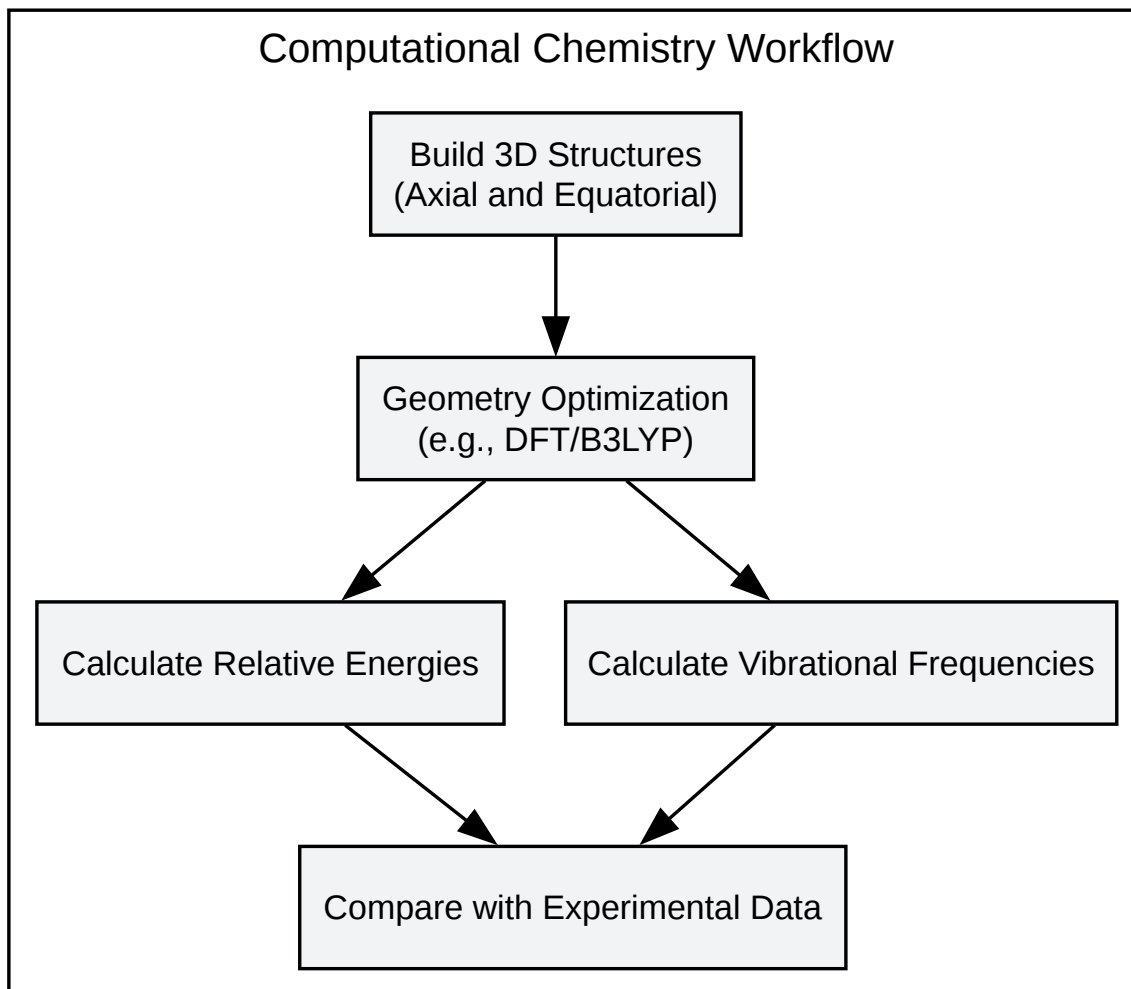 Computational Chemistry Workflow
Build 3D Structures
(Axial and Equatorial)
Geometry Optimization
(e.g., DFT/B3LYP)
Calculate Relative Energies
Calculate Vibrational Frequencies
Compare with Experimental Data